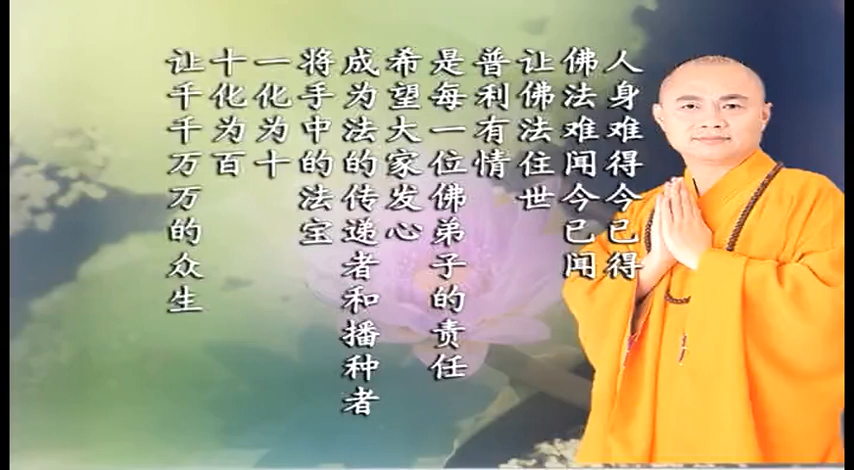 人身难得今已得
佛法难闻今已闻
让佛法住世
普利有情
是每一位佛弟子的责任
希望大家发心
成为法的传递者和播种者
将手中的法宝
一化为十
十化为百
让千千万万的众生